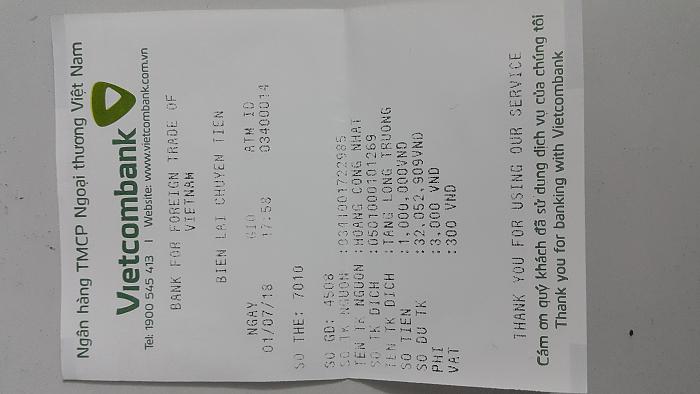 Ngân hàng TMCP Ngoại thương Việt Nam
Vietcombank
Tel: 1900 545 413 | Website: www.vietcombank.com.vn
BANK FOR FOREIGN TRADE OF
VIETNAM
BIEN LAI CHUYEN TIEN
NGAY GIO ATM ID
01/07/18 17:58 03400014
SO THE: 7010
SO GD: 4508
SO TK NGUON :0341001722985
TEN TK NGUON :HOANG CONG NHAT
SO TK DICH :0501000101269
TEN TK DICH :TANG LONG TRUONG
SO TIEN :1,000,000VND
SO DU TK :32,052,909VND
PHI :3,000 VND
VAT :300 VND
THANK YOU FOR USING OUR SERVICE
Cám ơn quý khách đã sử dụng dịch vụ của chúng tôi
Thank you for banking with Vietcombank